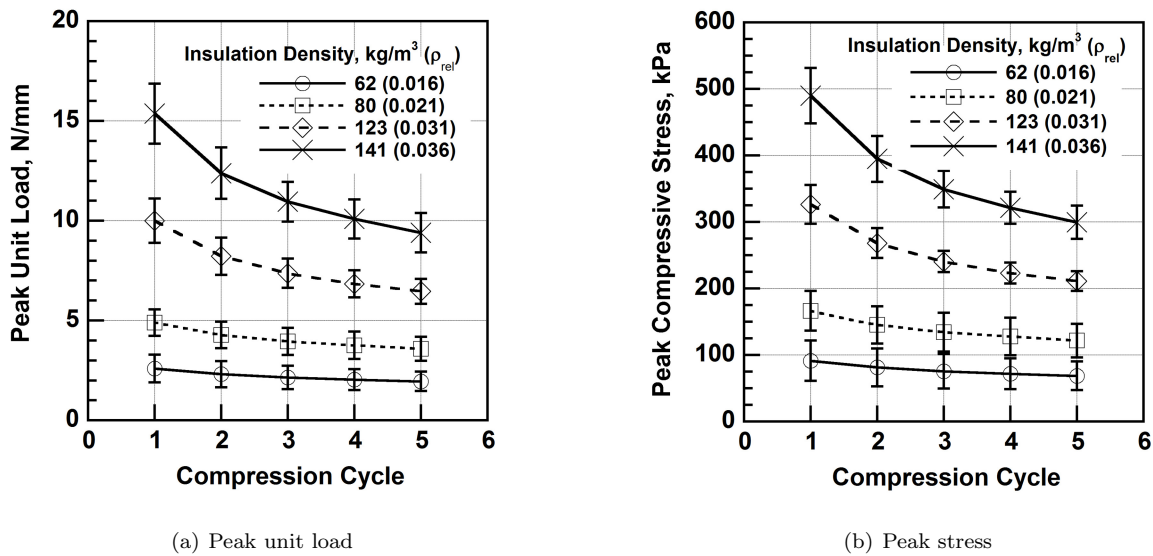 20
15
10
5
0
Peak Unit Load, N/mm
Insulation Density, kg/m³ (ρrel)
62 (0.016)
80 (0.021)
123 (0.031)
141 (0.036)
0 1 2 3 4 5 6
Compression Cycle
(a) Peak unit load
600
500
400
300
200
100
0
Peak Compressive Stress, kPa
Insulation Density, kg/m³ (ρrel)
62 (0.016)
80 (0.021)
123 (0.031)
141 (0.036)
0 1 2 3 4 5 6
Compression Cycle
(b) Peak stress